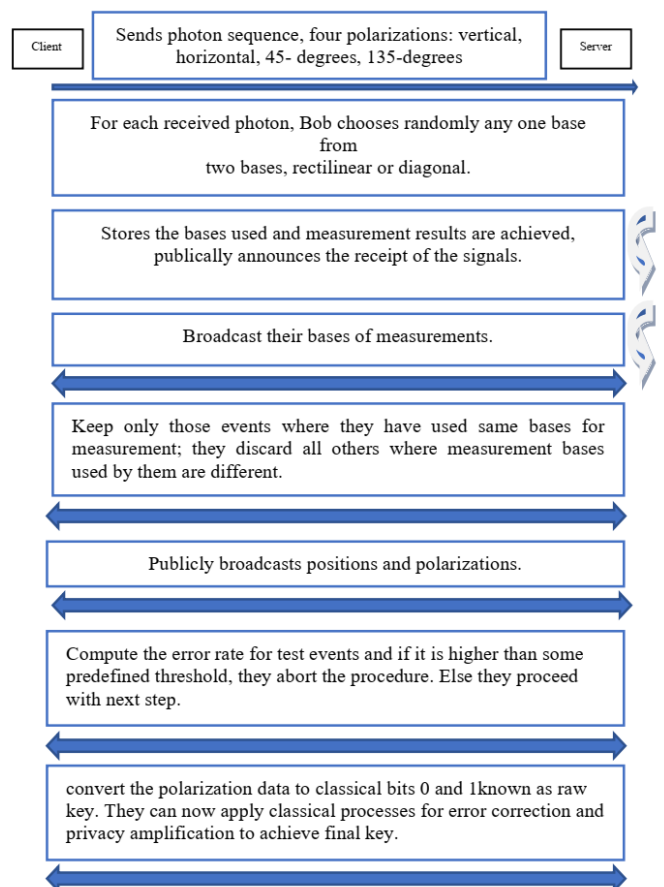 Client
Sends photon sequence, four polarizations: vertical,
horizontal, 45- degrees, 135-degrees
Server
For each received photon, Bob chooses randomly any one base
from
two bases, rectilinear or diagonal.
Stores the bases used and measurement results are achieved,
publically announces the receipt of the signals.
Broadcast their bases of measurements.
Keep only those events where they have used same bases for
measurement; they discard all others where measurement bases
used by them are different.
Publicly broadcasts positions and polarizations.
Compute the error rate for test events and if it is higher than some
predefined threshold, they abort the procedure. Else they proceed
with next step.
convert the polarization data to classical bits 0 and 1known as raw
key. They can now apply classical processes for error correction and
privacy amplification to achieve final key.